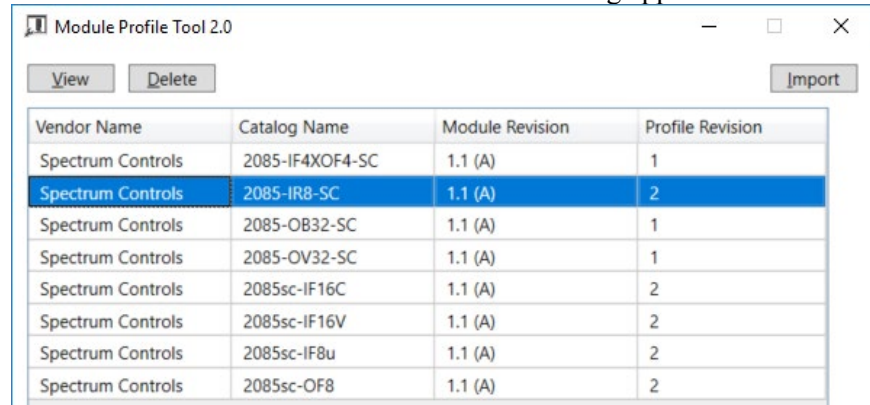 Module Profile Tool 2.0
View Delete Import
Vendor Name Catalog Name Module Revision Profile Revision
Spectrum Controls 2085-IF4XOF4-SC 1.1 (A) 1
Spectrum Controls 2085-IR8-SC 1.1 (A) 2
Spectrum Controls 2085-OB32-SC 1.1 (A) 1
Spectrum Controls 2085-OV32-SC 1.1 (A) 1
Spectrum Controls 2085sc-IF16C 1.1 (A) 2
Spectrum Controls 2085sc-IF16V 1.1 (A) 2
Spectrum Controls 2085sc-IF8u 1.1 (A) 2
Spectrum Controls 2085sc-OF8 1.1 (A) 2